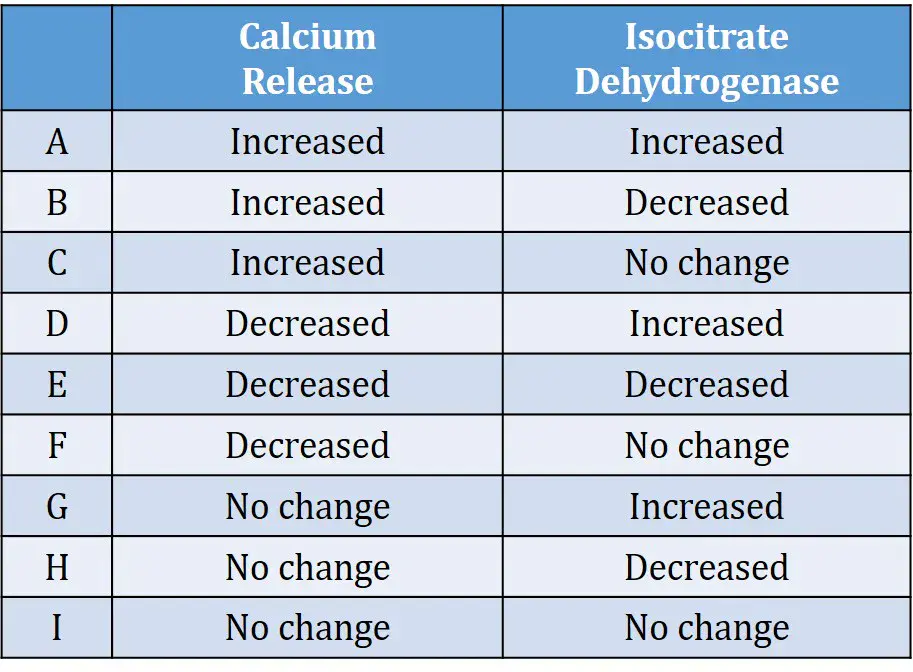 Calcium Release Isocitrate Dehydrogenase
A Increased Increased
B Increased Decreased
C Increased No change
D Decreased Increased
E Decreased Decreased
F Decreased No change
G No change Increased
H No change Decreased
I No change No change